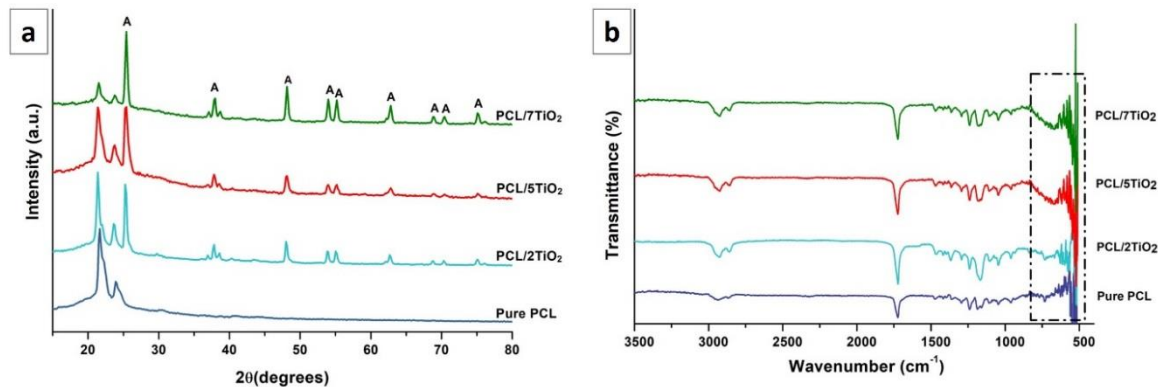 a
A
A
A
A
A
A
A
A
A
PCL/7TiO₂
PCL/5TiO₂
PCL/2TiO₂
Pure PCL
Intensity (a.u.)
20
30
40
50
60
70
80
2θ(degrees)
b
PCL/7TiO2
PCL/5TiO₂
PCL/2TiO₂
Pure PCL
Transmittance (%)
3500
3000
2500
2000
1500
1000
500
Wavenumber (cm⁻¹)